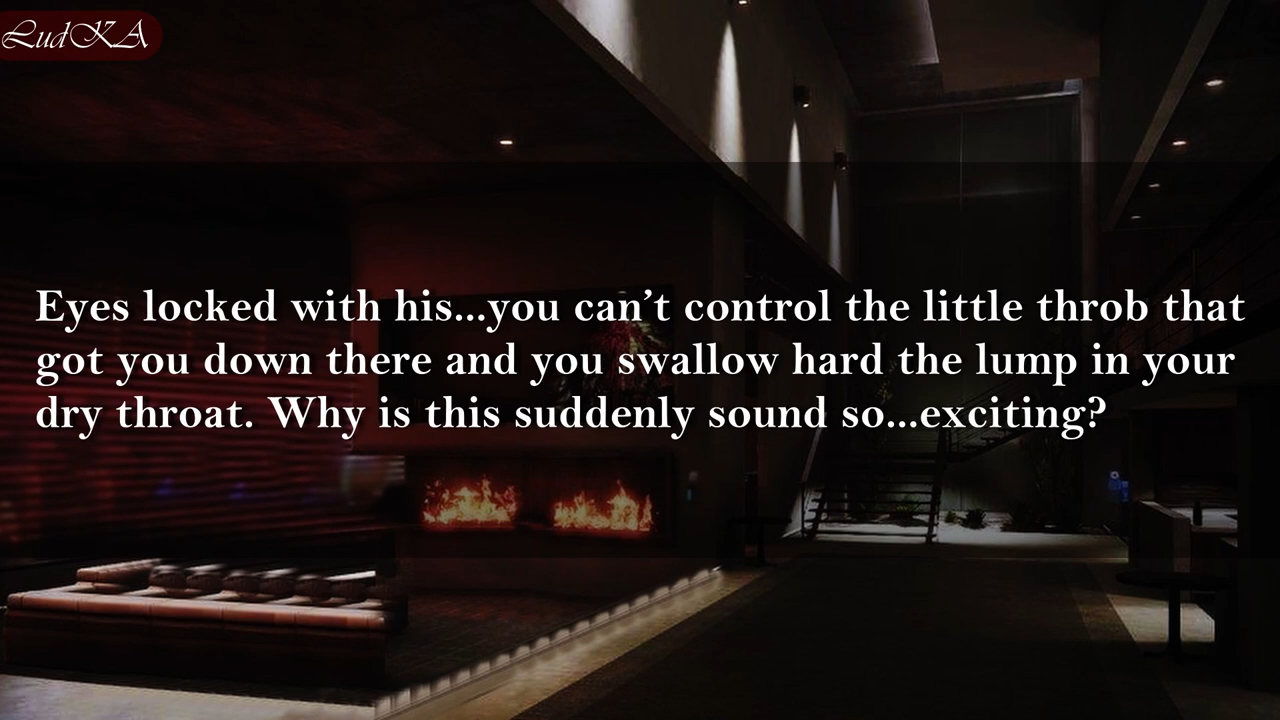 LudKA
Eyes locked with his...you can’t control the little throb that
got you down there and you swallow hard the lump in your
dry throat. Why is this suddenly sound so...exciting?